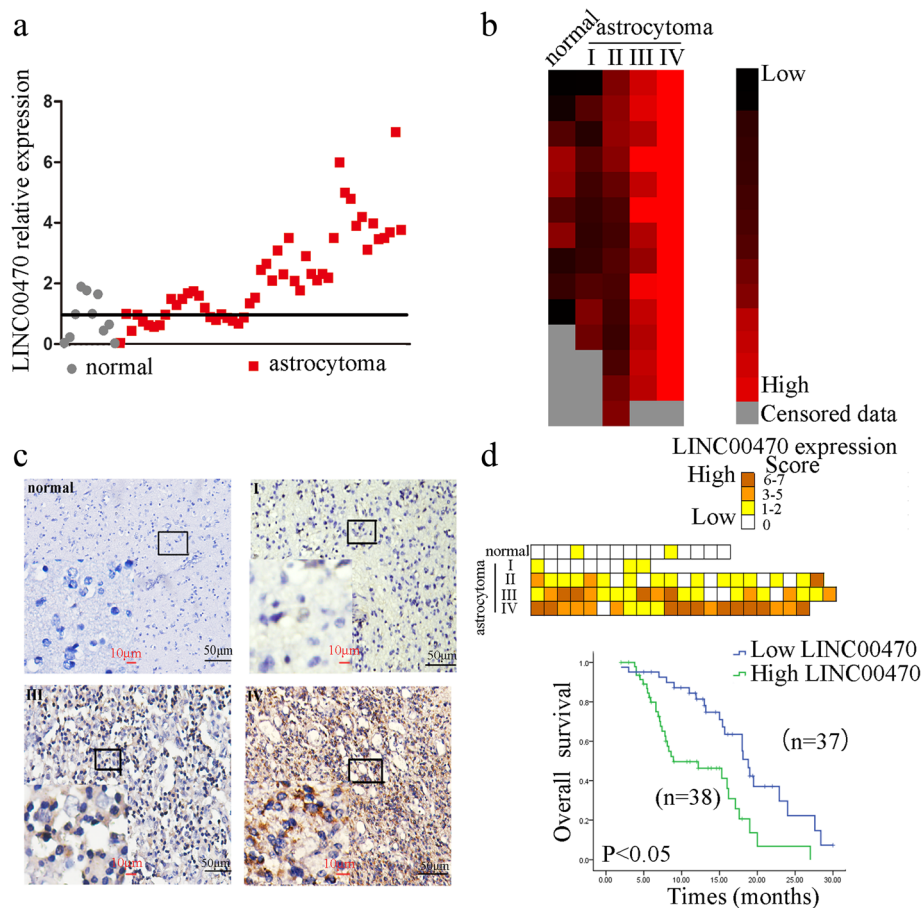 a
LINC00470 relative expression
8
6
4
2
0
normal
astrocytoma
b
normal
astrocytoma
I II III IV
Low
High
Censored data
c
normal
10μm
50μm
I
10μm
50μm
III
10μm
50μm
IV
10μm
50μm
d
LINC00470 expression
High
Low
Score
6-7
3-5
1-2
0
normal
astrocytoma
I
II
III
IV
Low LINC00470
High LINC00470
Overall survival
1.0
0.8
0.6
0.4
0.2
0.0
(n=37)
(n=38)
P<0.05
0.00 5.00 10.00 15.00 20.00 25.00 30.00
Times (months)